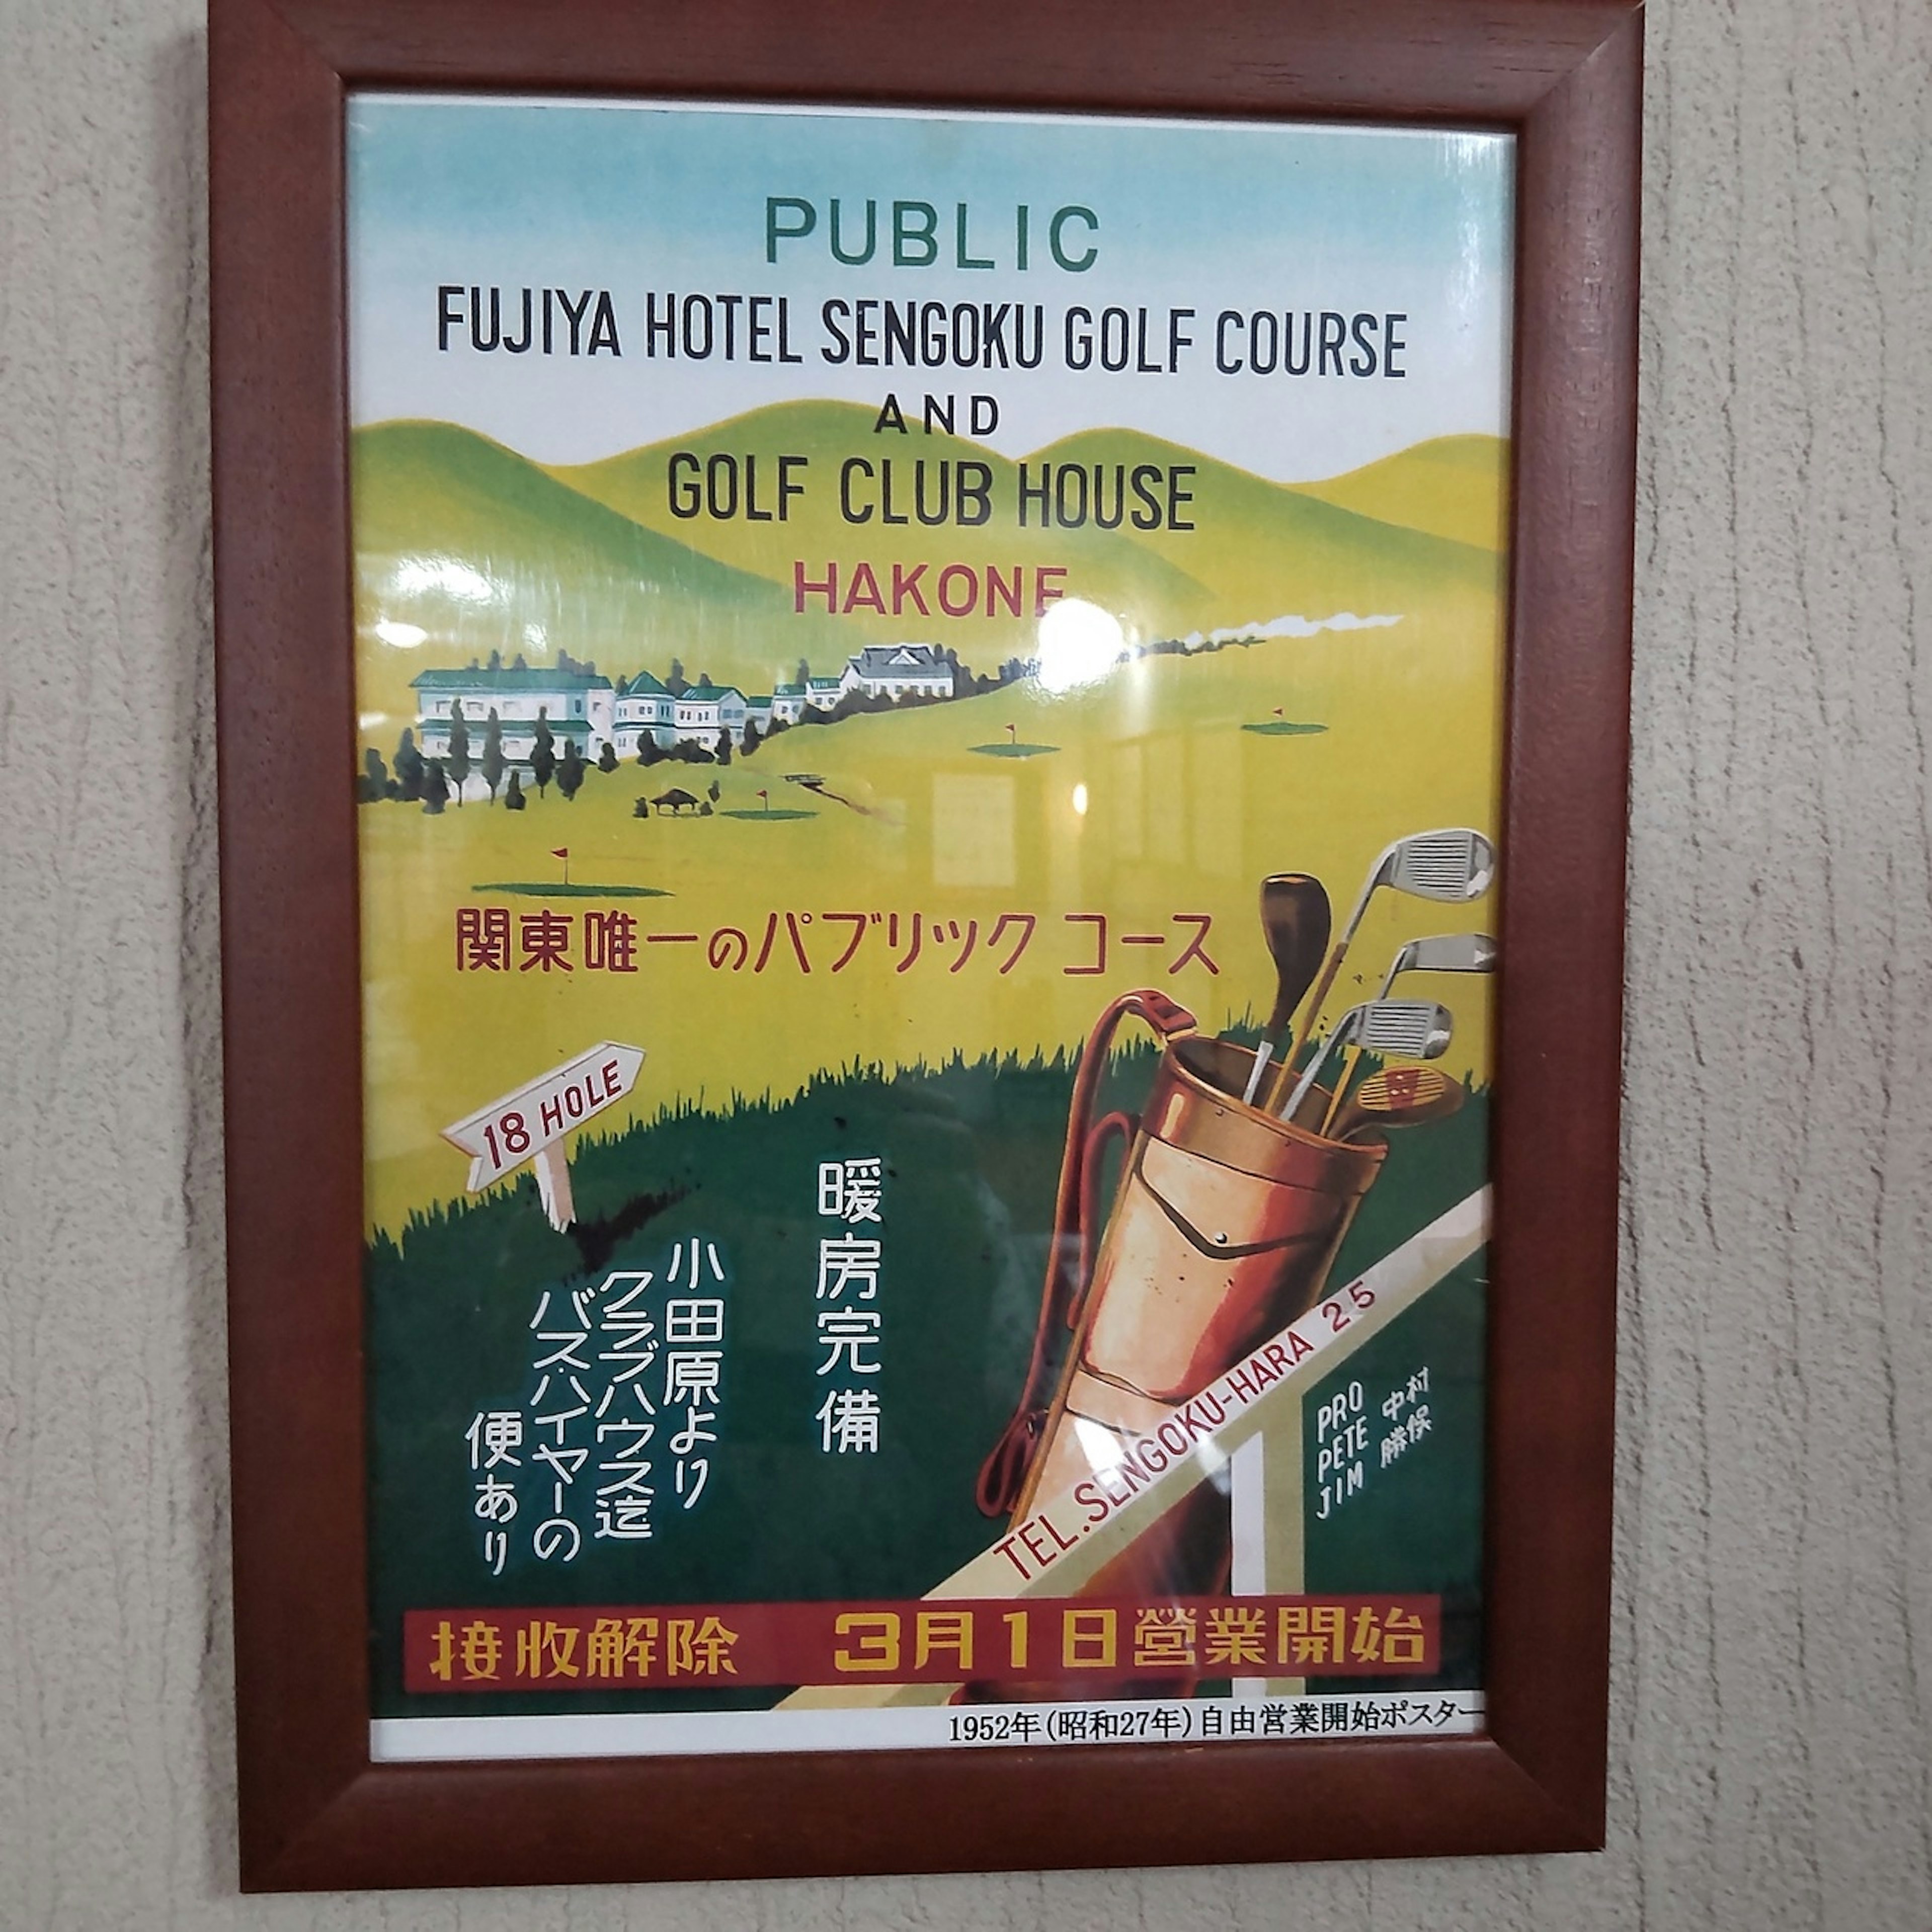 PUBLIC
FUJIYA HOTEL SENGOKU GOLF COURSE
AND
GOLF CLUB HOUSE
HAKONE
関東唯一のパブリック コース
18 HOLE
暖房完備
小田原より
クラブハウス迄
バス・ハイヤーの
便あり
TEL. SENGOKU-HARA 25
PRO
PETE 中村
JIM 勝俣
接收解除 3月1日營業開始
1952年(昭和27年)自由営業開始ポスター